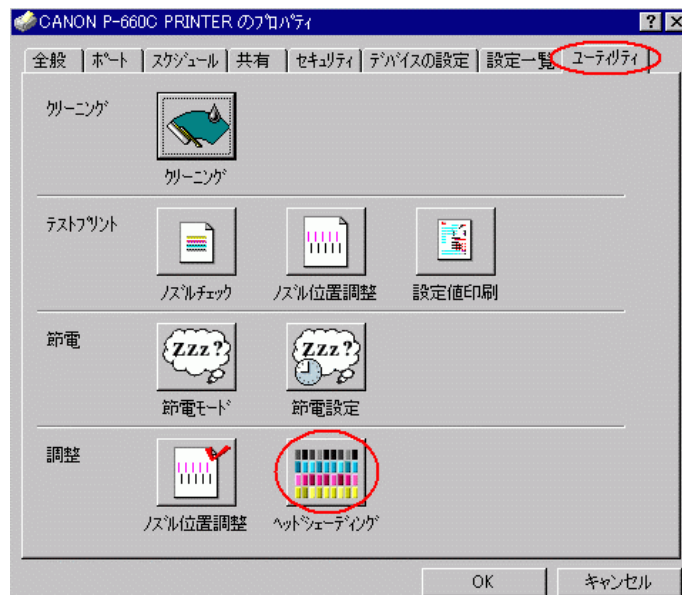 CANON P-660C PRINTER のﾌﾟﾛﾊﾟﾃｨ
全般 ﾎﾟｰﾄ ｽｹｼﾞｭｰﾙ 共有 ｾｷｭﾘﾃｨ ﾃﾞﾊﾞｲｽの設定 設定一覧 ﾕｰﾃｨﾘﾃｨ
ｸﾘｰﾆﾝｸﾞ
ｸﾘｰﾆﾝｸﾞ
ﾃｽﾄﾌﾟﾘﾝﾄ
ﾉｽﾞﾙﾁｪｯｸ ﾉｽﾞﾙ位置調整 設定値印刷
節電
Zzz? Zzz?
節電ﾓｰﾄﾞ 節電設定
調整
ﾉｽﾞﾙ位置調整 ﾍｯﾄﾞｼｪｰﾃﾞｨﾝｸﾞ
OK ｷｬﾝｾﾙ